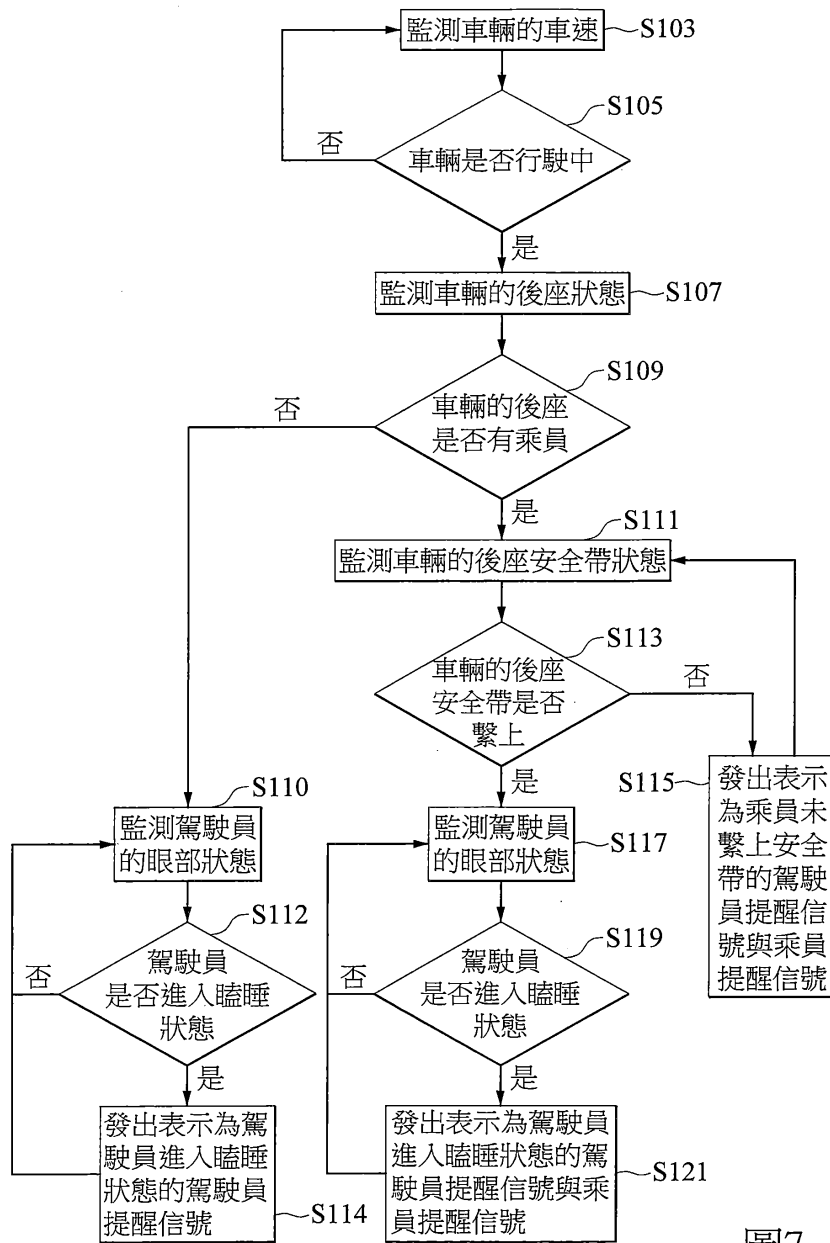 監測車輛的車速
S103
S105
車輛是否行駛中
否
是
監測車輛的後座狀態
S107
S109
車輛的後座
是否有乘員
否
是
S111
監測車輛的後座安全帶狀態
S113
車輛的後座
安全帶是否
繫上
否
是
S115
發出表示
為乘員未
繫上安全
帶的駕駛
員提醒信
號與乘員
提醒信號
S110
監測駕駛員
的眼部狀態
監測駕駛員
的眼部狀態
S117
S112
駕駛員
是否進入瞌睡
狀態
否
是
S119
駕駛員
是否進入瞌睡
狀態
否
是
發出表示為駕
駛員進入瞌睡
狀態的駕駛員
提醒信號
S114
發出表示為駕駛員
進入瞌睡狀態的駕
駛員提醒信號與乘
員提醒信號
S121
圖7